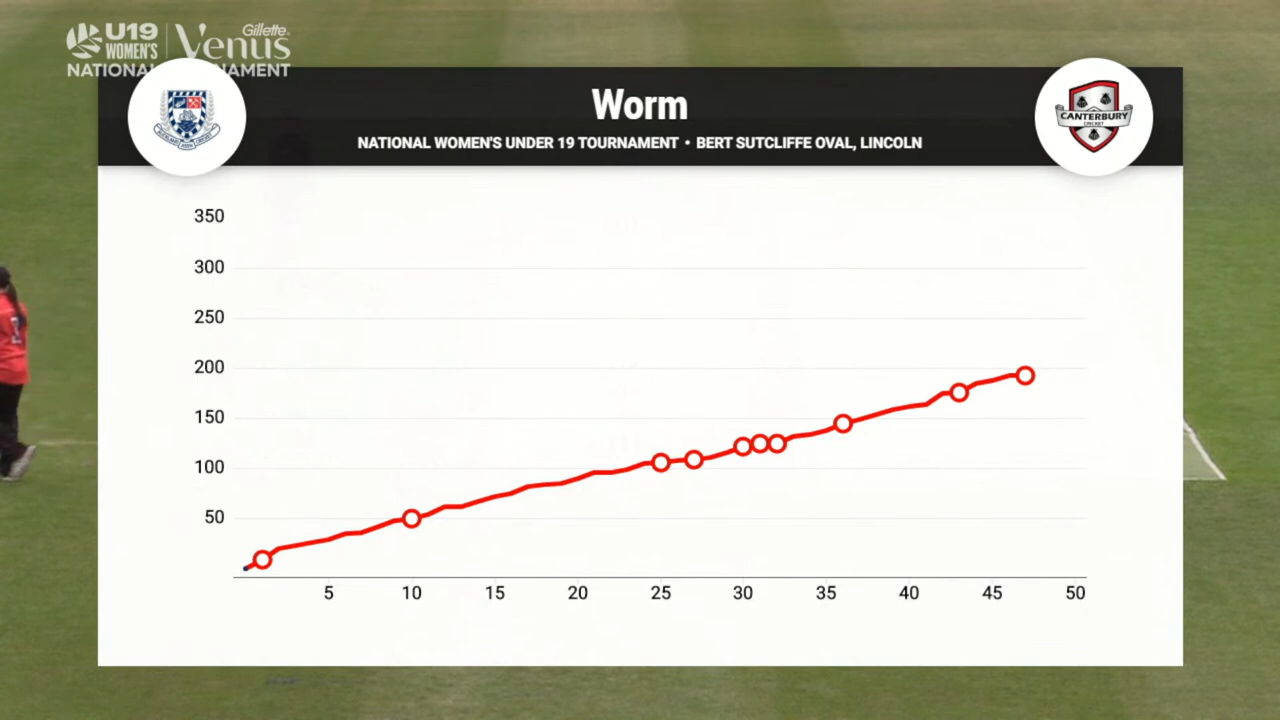 U19
WOMEN'S
Gillette
Venus
NATIONAL
Worm
NATIONAL WOMEN'S UNDER 19 TOURNAMENT • BERT SUTCLIFFE OVAL, LINCOLN
CANTERBURY
CRICKET
350
300
250
200
150
100
50
5 10 15 20 25 30 35 40 45 50